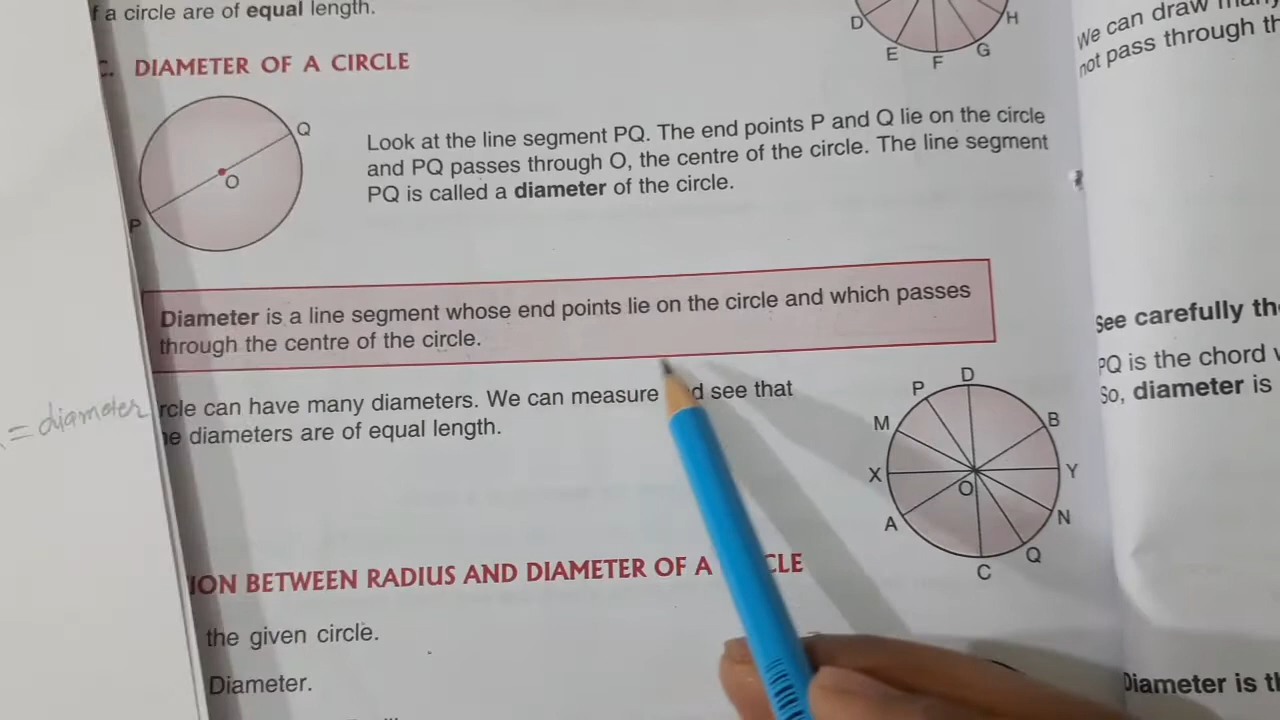 a circle are of equal length.
D
E
F
G
H
C. DIAMETER OF A CIRCLE
Q
O
P
Look at the line segment PQ. The end points P and Q lie on the circle
and PQ passes through O, the centre of the circle. The line segment
PQ is called a diameter of the circle.
Diameter is a line segment whose end points lie on the circle and which passes
through the centre of the circle.
rcle can have many diameters. We can measure and see that
diameters are of equal length.
= diameter
D
P
B
M
X
Y
O
A
N
Q
C
ION BETWEEN RADIUS AND DIAMETER OF A CLE
the given circle.
Diameter.
We can draw many
not pass through th
See carefully th
PQ is the chord
So, diameter is
Diameter is th